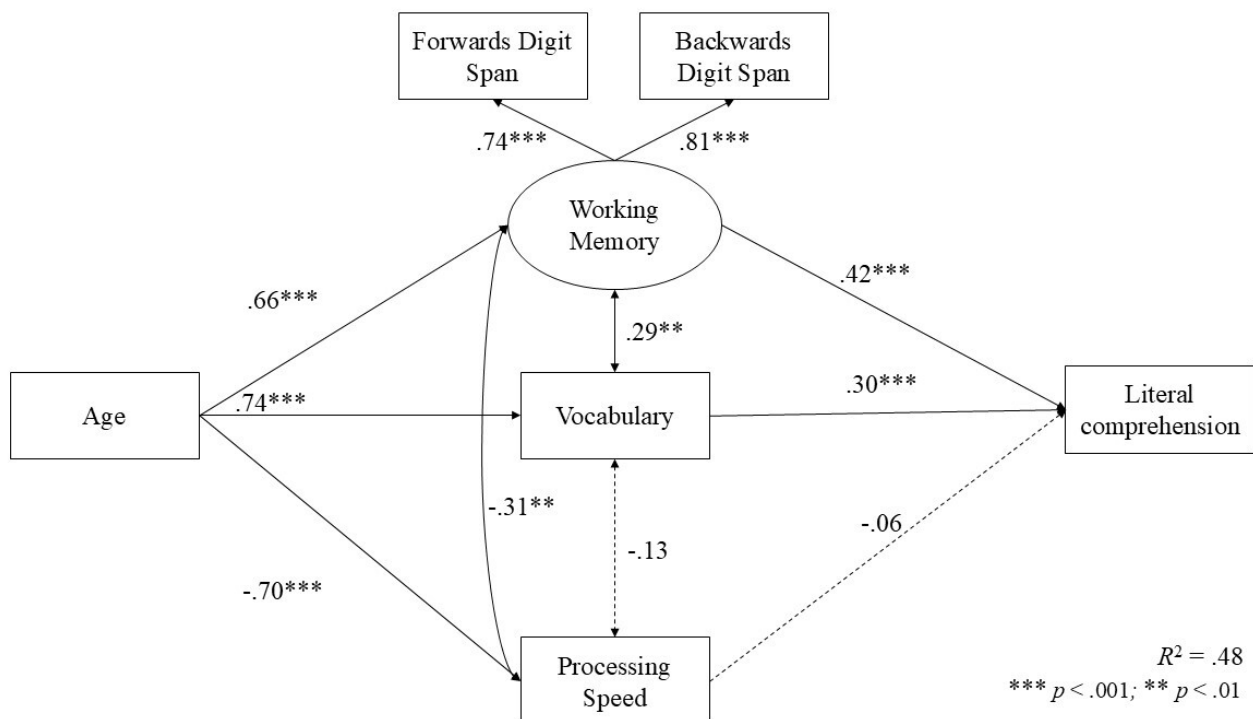 Forwards Digit
Span
Backwards
Digit Span
.74***
.81***
Working
Memory
.66***
.42***
.29**
Age
.74***
Vocabulary
.30***
Literal
comprehension
-.31**
-.13
-.06
-.70***
Processing
Speed
R² = .48
*** p < .001; ** p < .01